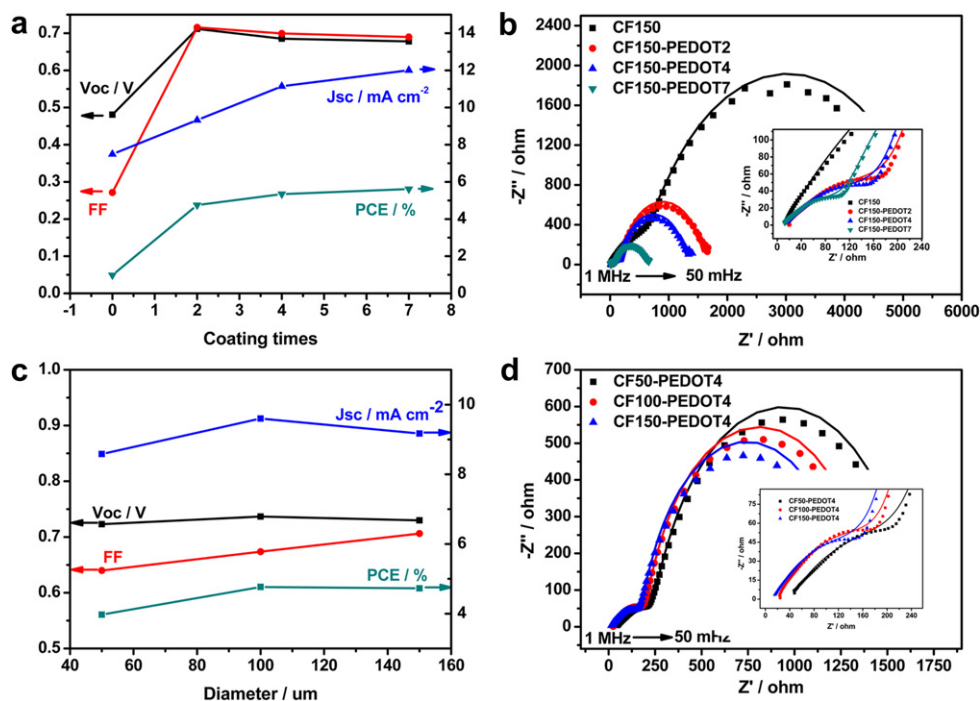 a
0.7
0.6
0.5
0.4
0.3
0.2
0.1
0.0
Voc / V
FF
Jsc / mA cm-2
PCE / %
14
12
10
8
6
4
2
0
-1 0 1 2 3 4 5 6 7 8
Coating times
b
-Z'' / ohm
2400
2000
1600
1200
800
400
0
CF150
CF150-PEDOT2
CF150-PEDOT4
CF150-PEDOT7
1 MHz
50 mHz
0 1000 2000 3000 4000 5000 6000
Z' / ohm
-Z'' / ohm
100
80
60
40
20
0
CF150
CF150-PEDOT2
CF150-PEDOT4
CF150-PEDOT7
0 40 80 120 160 200 240
Z' / ohm
c
1.0
0.9
0.8
0.7
0.6
0.5
Jsc / mA cm-2
Voc / V
FF
PCE / %
10
8
6
4
40 60 80 100 120 140 160
Diameter / um
d
-Z'' / ohm
700
600
500
400
300
200
100
0
CF50-PEDOT4
CF100-PEDOT4
CF150-PEDOT4
1 MHz
50 mHz
0 250 500 750 1000 1250 1500 1750
Z' / ohm
-Z'' / ohm
75
60
45
30
15
0
CF50-PEDOT4
CF100-PEDOT4
CF150-PEDOT4
0 40 80 120 160 200 240
Z' / ohm